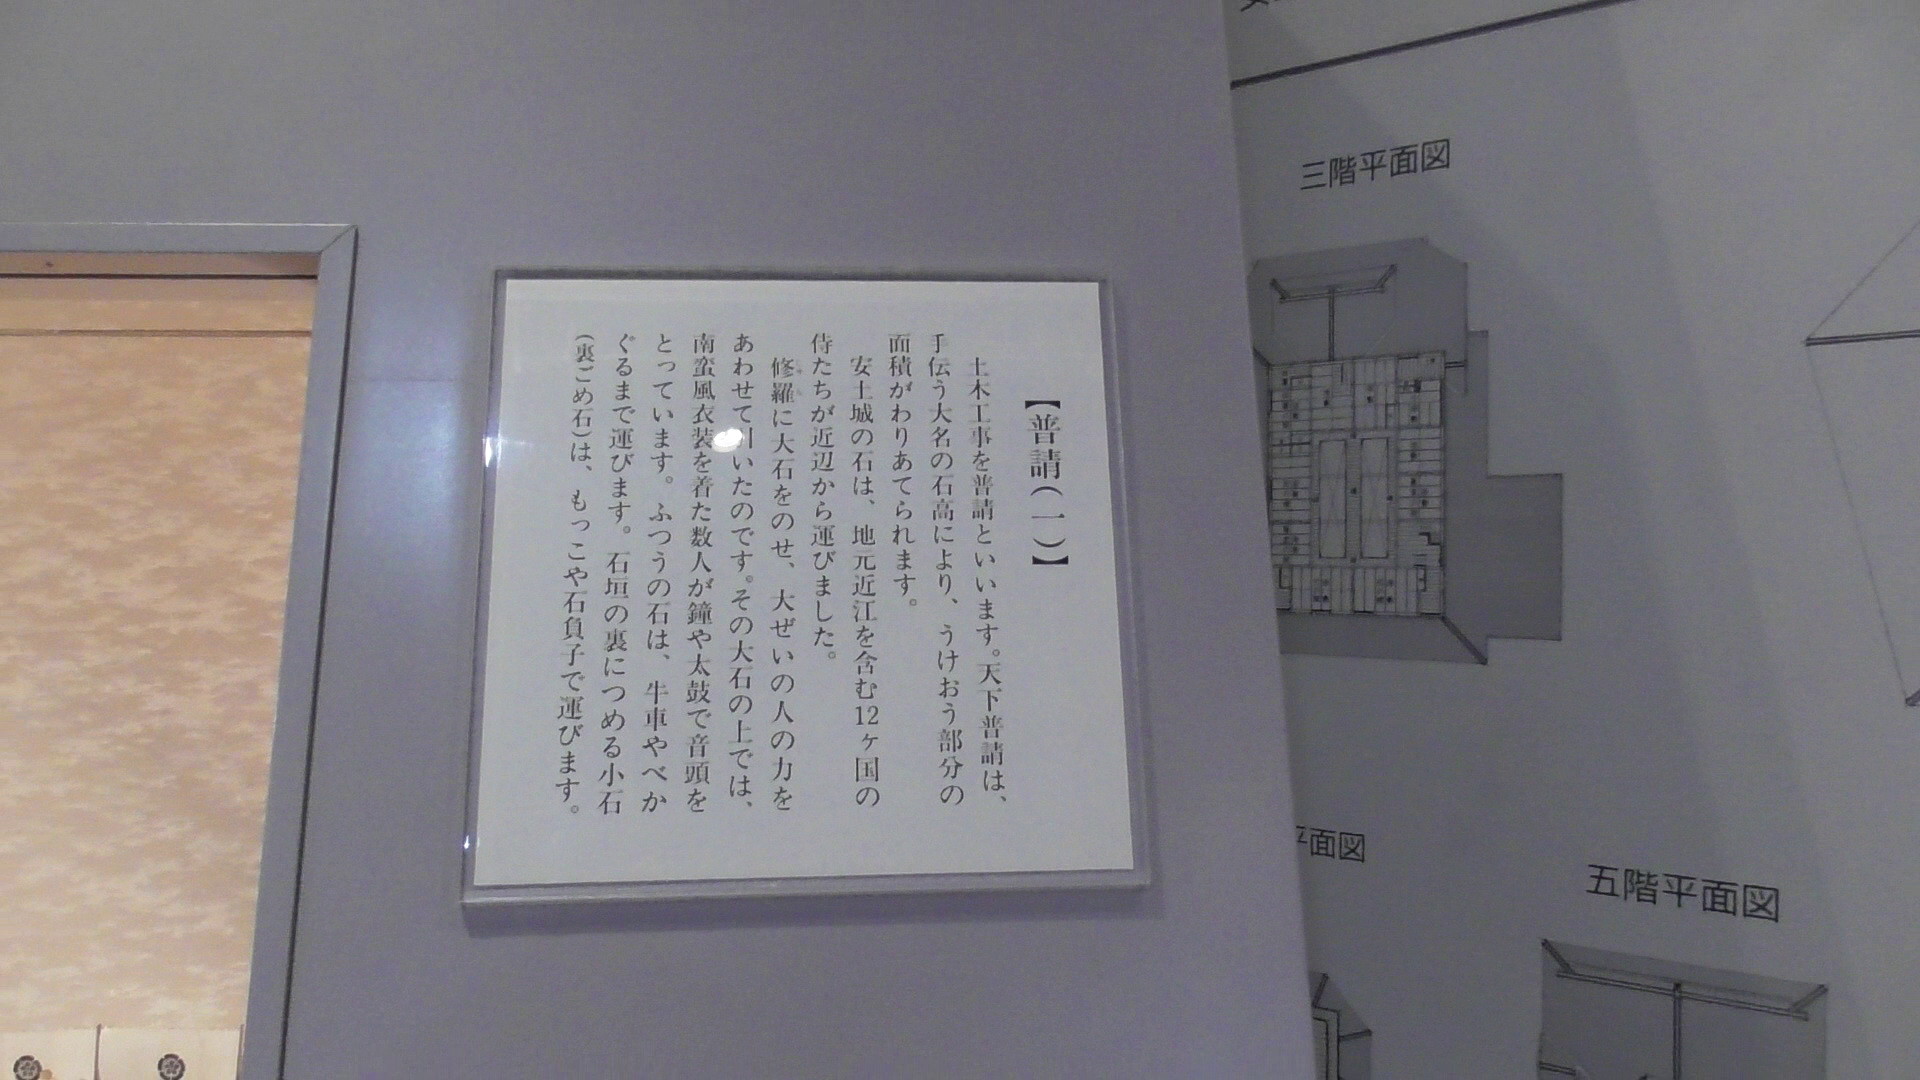 【普請(一)】
土木工事を普請といいます。天下普請は、
手伝う大名の石高により、うけおう部分の
面積がわりあてられます。
安土城の石は、地元近江を含む12ヶ国の
侍たちが近辺から運びました。
修羅に大石をのせ、大ぜいの人の力を
あわせて引いたのです。その大石の上では、
南蛮風衣装を着た数人が鐘や太鼓で音頭を
とっています。ふつうの石は、牛車やべか
ぐるまで運びます。石垣の裏につめる小石
(裏ごめ石)は、もっこや石負子で運びます。
三階平面図
平面図
五階平面図